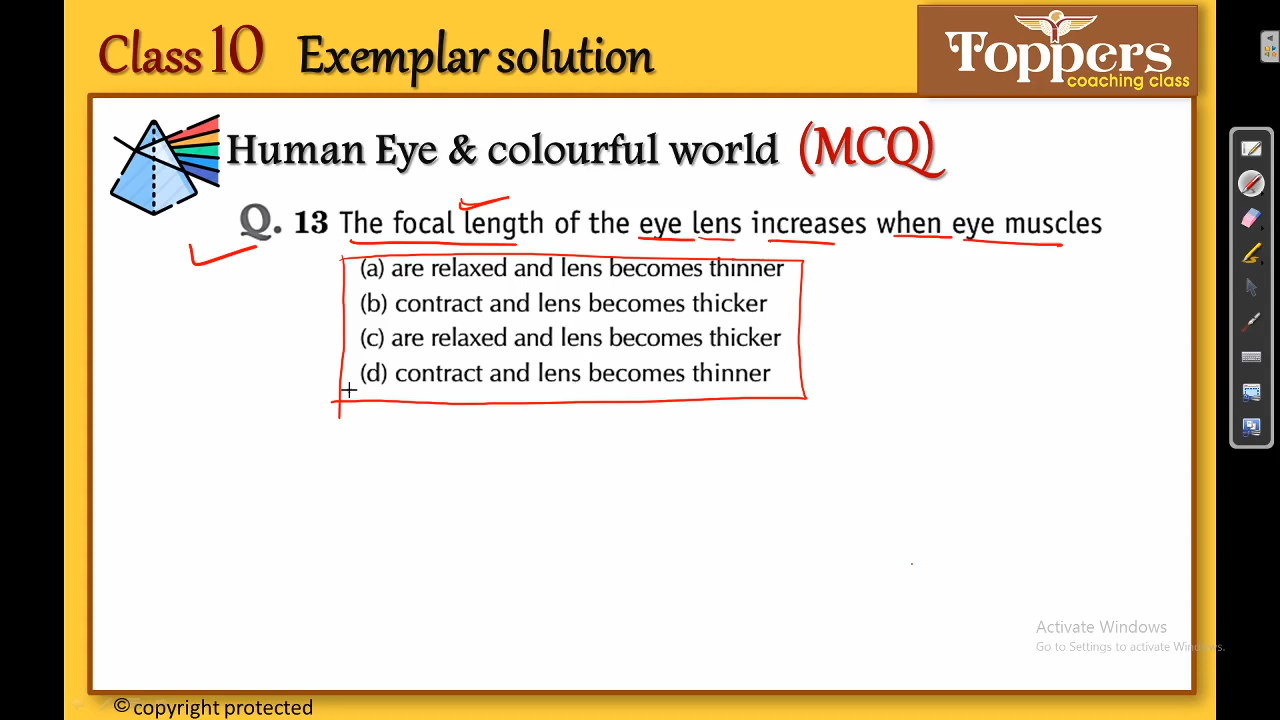 Class 10 Exemplar solution
Toppers
coaching class
Human Eye & colourful world (MCQ)
Q. 13 The focal length of the eye lens increases when eye muscles
(a) are relaxed and lens becomes thinner
(b) contract and lens becomes thicker
(c) are relaxed and lens becomes thicker
(d) contract and lens becomes thinner
Activate Windows
Go to Settings to activate Windows.
© copyright protected